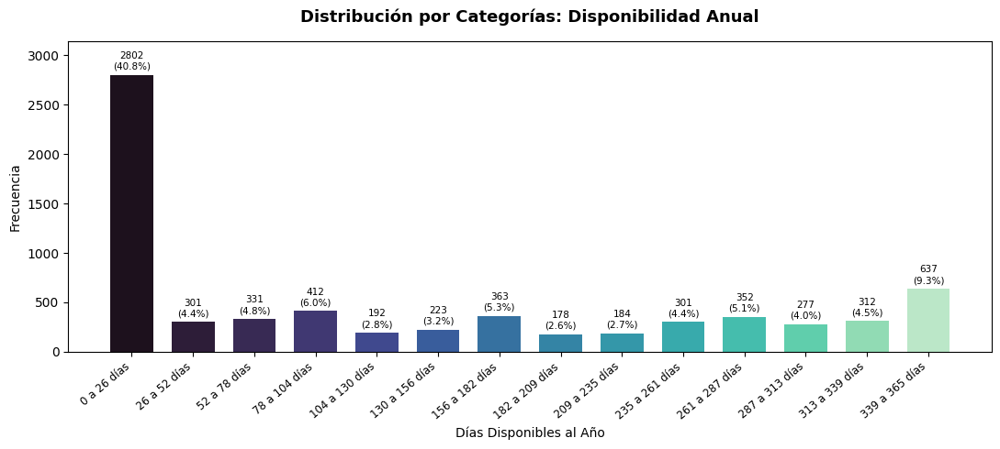 Distribución por Categorías: Disponibilidad Anual
Frecuencia
3000
2500
2000
1500
1000
500
0
2802
(40.8%)
301
(4.4%)
331
(4.8%)
412
(6.0%)
192
(2.8%)
223
(3.2%)
363
(5.3%)
178
(2.6%)
184
(2.7%)
301
(4.4%)
352
(5.1%)
277
(4.0%)
312
(4.5%)
637
(9.3%)
0 a 26 días
26 a 52 días
52 a 78 días
78 a 104 días
104 a 130 días
130 a 156 días
156 a 182 días
182 a 209 días
209 a 235 días
235 a 261 días
261 a 287 días
287 a 313 días
313 a 339 días
339 a 365 días
Días Disponibles al Año